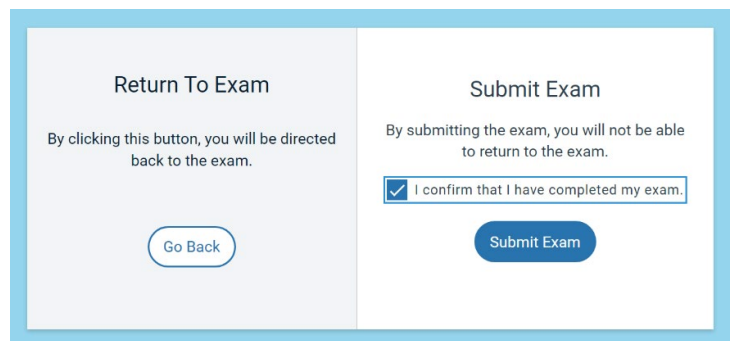 Return To Exam
By clicking this button, you will be directed
back to the exam.
Go Back
Submit Exam
By submitting the exam, you will not be able
to return to the exam.
I confirm that I have completed my exam.
Submit Exam